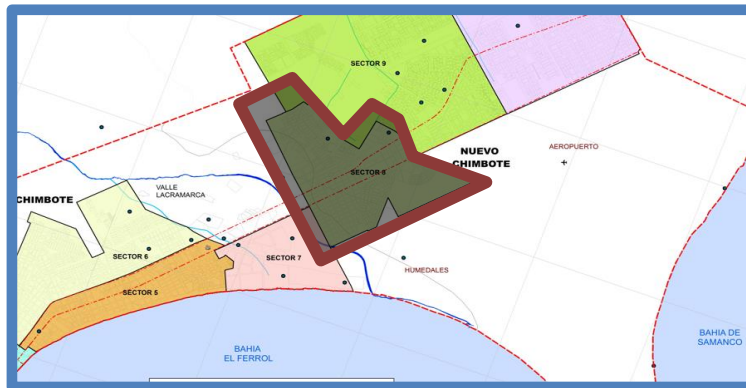 SECTOR 9
NUEVO
CHIMBOTE
AEROPUERTO
SECTOR 8
VALLE
LACRAMARCA
CHIMBOTE
SECTOR 6
SECTOR 7
SECTOR 5
HUMEDALES
BAHIA
EL FERROL
BAHIA DE
SAMANCO